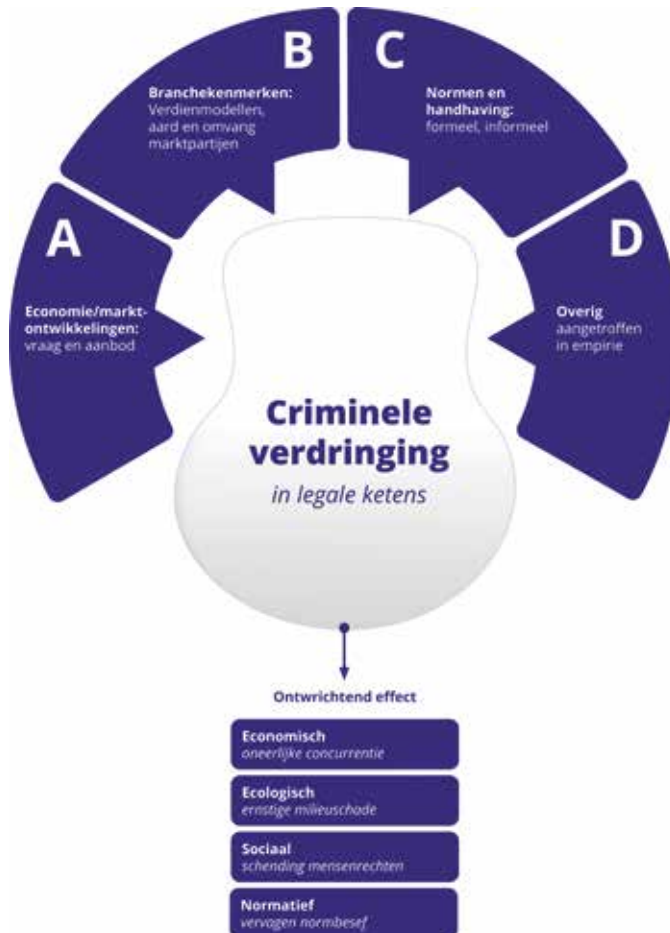 A
Economie/markt-
ontwikkelingen:
vraag en aanbod
B
Branchekenmerken:
Verdienmodellen,
aard en omvang
marktpartijen
C
Normen en
handhaving:
formeel, informeel
D
Overig
aangetroffen
in empirie
Criminele
verdringing
in legale ketens
Ontwrichtend effect
Economisch
oneerlijke concurrentie
Ecologisch
ernstige milieuschade
Sociaal
schending mensenrechten
Normatief
vervagen normbesef